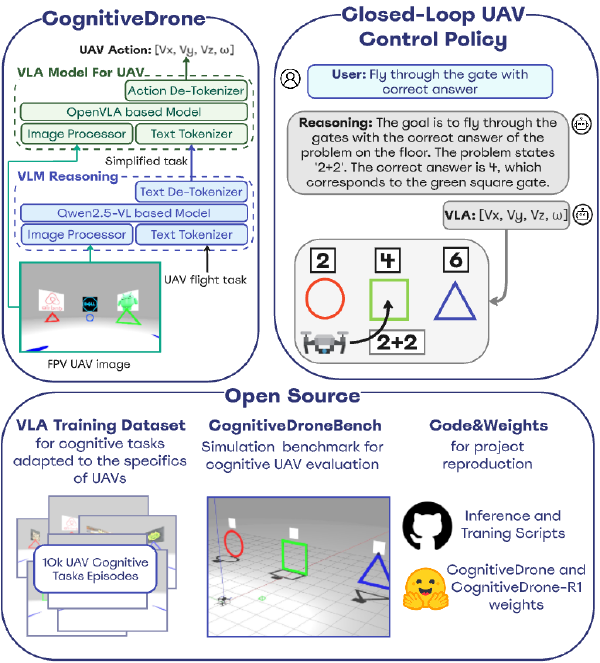 CognitiveDrone
UAV Action: [Vx, Vy, Vz, ω]
VLA Model For UAV
Action De-Tokenizer
OpenVLA based Model
Image Processor
Text Tokenizer
Simplified task
VLM Reasoning
Text De-Tokenizer
Qwen2.5-VL based Model
Image Processor
Text Tokenizer
UAV flight task
DELL
FPV UAV image
Closed-Loop UAV
Control Policy
User: Fly through the gate with
correct answer
Reasoning: The goal is to fly through the
gates with the correct answer of the
problem on the floor. The problem states
'2+2'. The correct answer is 4, which
corresponds to the green square gate.
VLA: [Vx, Vy, Vz, ω]
2
4
6
2+2
Open Source
VLA Training Dataset
for cognitive tasks
adapted to the specifics
of UAVs
10k UAV Cognitive
Tasks Episodes
CognitiveDroneBench
Simulation benchmark for
cognitive UAV evaluation
Code&Weights
for project
reproduction
Inference and
Traning Scripts
CognitiveDrone and
CognitiveDrone-R1
weights